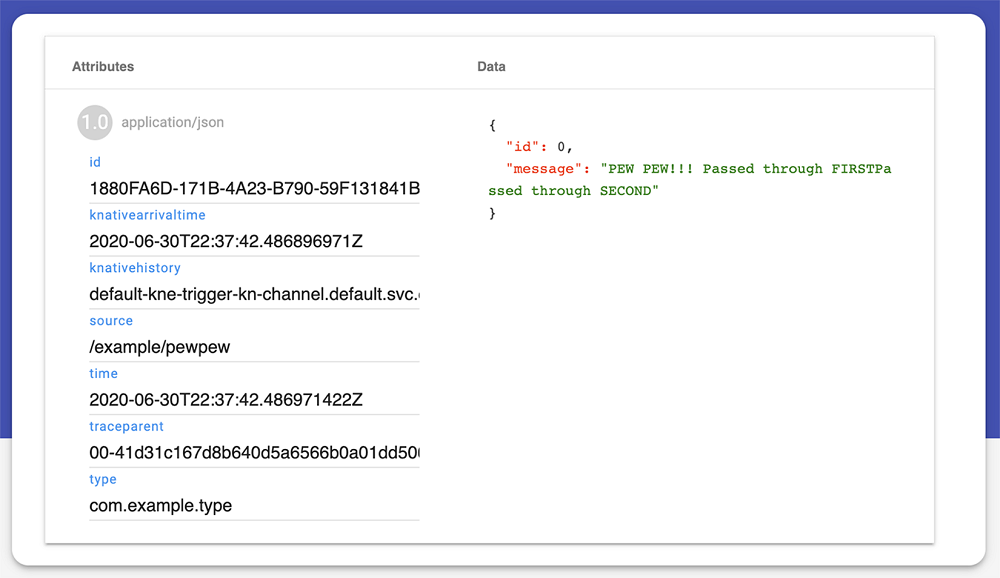 Attributes
Data
1.0 application/json
id
1880FA6D-171B-4A23-B790-59F131841B
knativearrivaltime
2020-06-30T22:37:42.486896971Z
knativehistory
default-kne-trigger-kn-channel.default.svc.
source
/example/pewpew
time
2020-06-30T22:37:42.486971422Z
traceparent
00-41d31c167d8b640d5a6566b0a01dd50
type
com.example.type
{
"id": 0,
"message": "PEW PEW!!! Passed through FIRSTPa
ssed through SECOND"
}